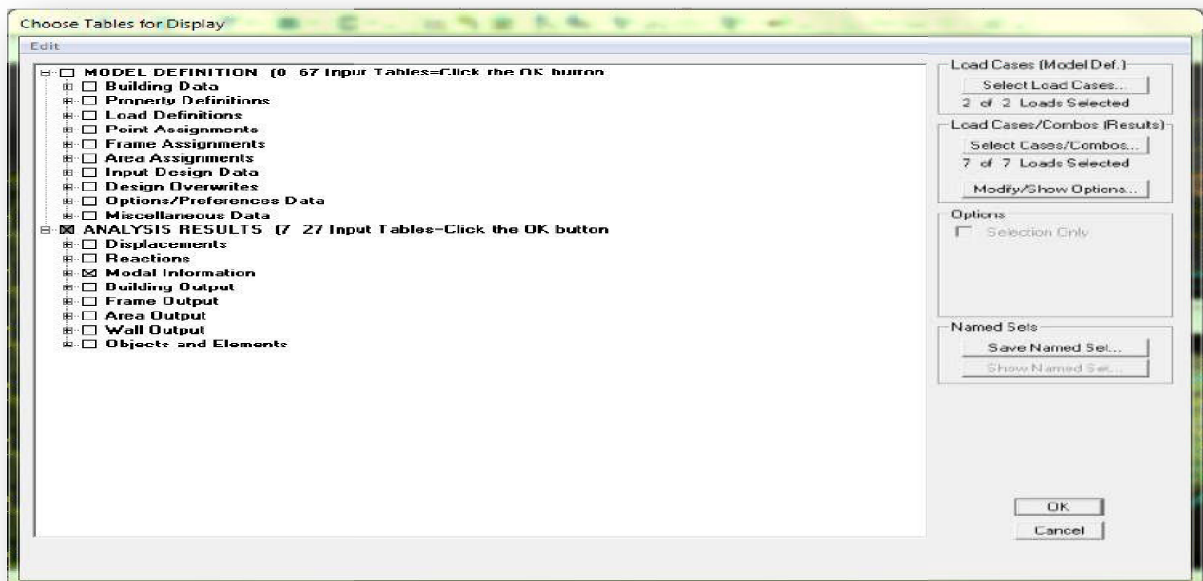 Choose Tables for Display
Edit
MODEL DEFINITION (0 67 Input Tables=Click the OK button
Building Data
Property Definitions
Load Definitions
Point Assignments
Frame Assignments
Area Assignments
Input Design Data
Design Overwrites
Options/Preferences Data
Miscellaneous Data
ANALYSIS RESULTS (7 27 Input Tables=Click the OK button
Displacements
Reactions
Modal Information
Building Output
Frame Output
Area Output
Wall Output
Objects and Elements
Load Cases (Model Def.)
Select Load Cases...
2 of 2 Loads Selected
Load Cases/Combos (Results)
Select Cases/Combos...
7 of 7 Loads Selected
Modify/Show Options...
Options
Selection Only
Named Sets
Save Named Set...
Show Named Set...
OK
Cancel